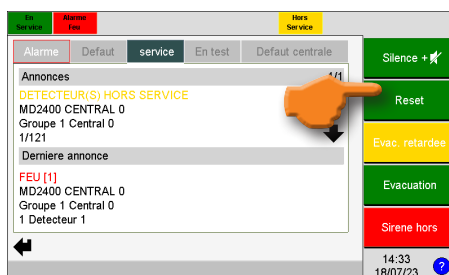 En
Service
Alarme
Feu
Hors
Service
Alarme
Defaut
service
En test
Defaut centrale
Annonces
1/1
DETECTEUR(S) HORS SERVICE
MD2400 CENTRAL 0
Groupe 1 Central 0
1/121
Derniere annonce
FEU [1]
MD2400 CENTRAL 0
Groupe 1 Central 0
1 Detecteur 1
Silence +
Reset
Evac. retardee
Evacuation
Sirene hors
14:33
18/07/23
?